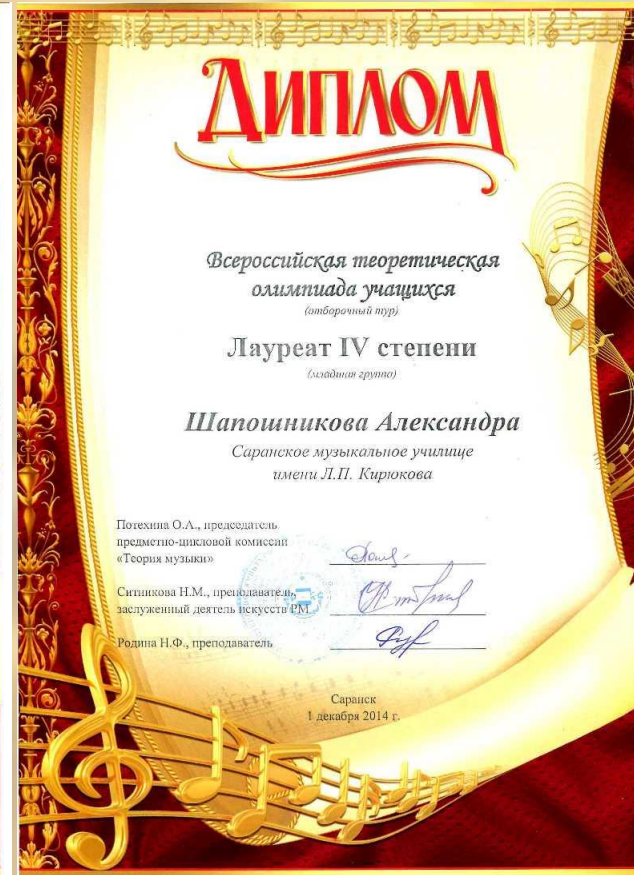 Диплом
Всероссийская теоретическая
олимпиада учащихся
(отборочный тур)
Лауреат IV степени
(младшая группа)
Шапошникова Александра
Саранское музыкальное училище
имени Л.П. Кирюкова
Потехина О.А., председатель
предметно-цикловой комиссии
«Теория музыки»
Ситникова Н.М., преподаватель,
заслуженный деятель искусств РМ
Родина Н.Ф., преподаватель
Саранск
1 декабря 2014 г.